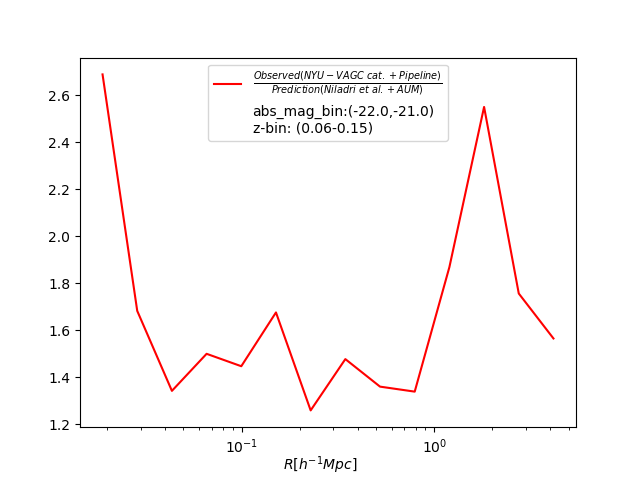 Observed(NYU − VAGC cat. + Pipeline)
Prediction(Niladri et al. + AUM)
abs_mag_bin:(-22.0,-21.0)
z-bin: (0.06-0.15)
2.6
2.4
2.2
2.0
1.8
1.6
1.4
1.2
10⁻¹ 10⁰
R[h⁻¹Mpc]